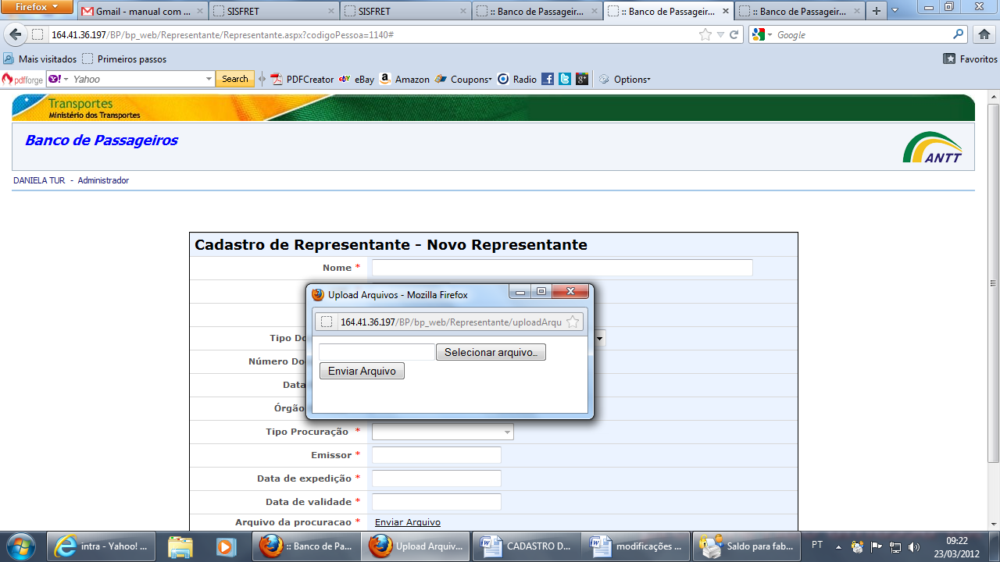 Firefox
Gmail - manual com ...
SISFRET
SISFRET
:: Banco de Passageir...
:: Banco de Passageir...
:: Banco de Passageir...
164.41.36.197/BP/bp_web/Representante/Representante.aspx?codigoPessoa=1140#
Google
Mais visitados
Primeiros passos
Favoritos
pdfforge
Y!
Yahoo
Search
PDFCreator
eBay
Amazon
Coupons
Radio
Options
Transportes
Ministério dos Transportes
Banco de Passageiros
ANTT
DANIELA TUR - Administrador
Cadastro de Representante - Novo Representante
Nome *
Upload Arquivos - Mozilla Firefox
164.41.36.197/BP/bp_web/Representante/uploadArqu
Tipo Do
Selecionar arquivo...
Número Do
Enviar Arquivo
Data
Órgão
Tipo Procuração *
Emissor *
Data de expedição *
Data de validade *
Arquivo da procuracao * Enviar Arquivo
intra - Yahoo! ...
:: Banco de Pa...
Upload Arquiv...
CADASTRO D...
modificações ...
Saldo para fab...
PT
09:22
23/03/2012